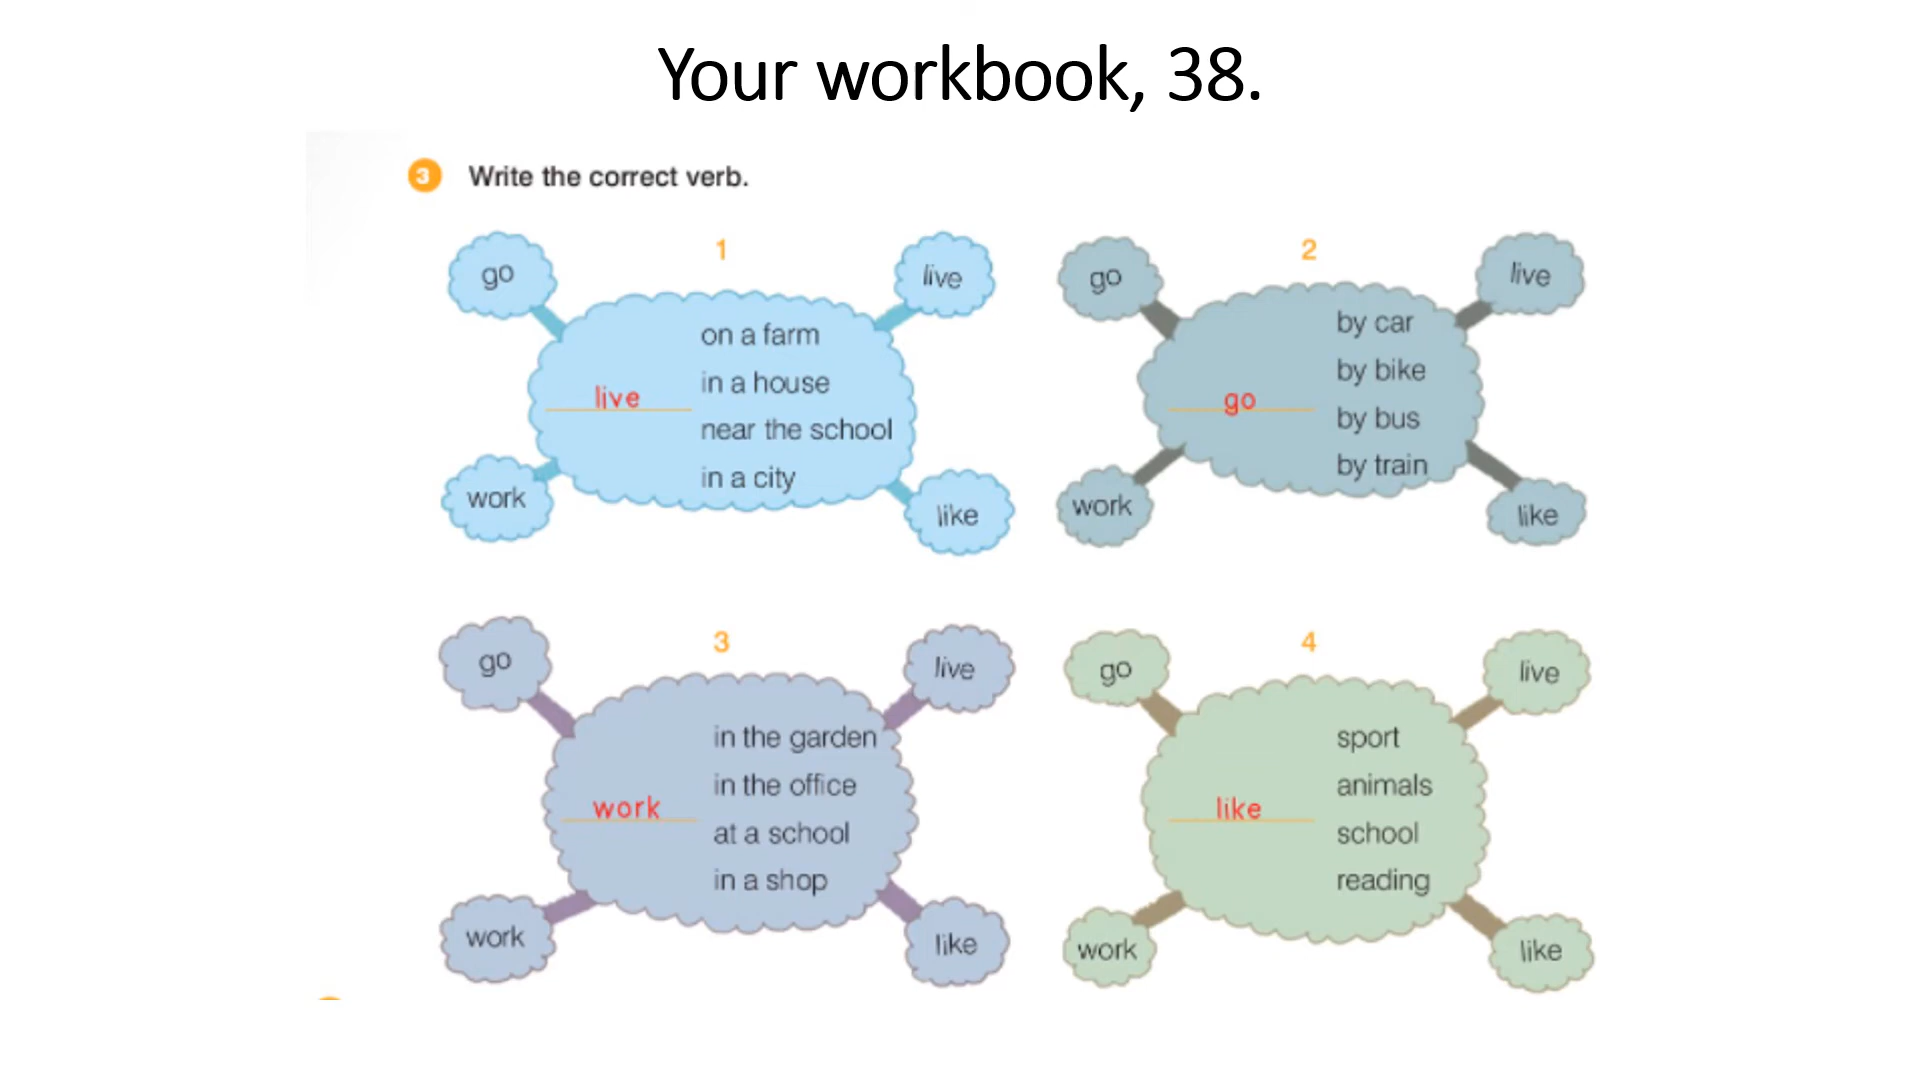 Your workbook, 38.
3 Write the correct verb.
1
go
live
on a farm
in a house
live
near the school
in a city
work
like
2
go
live
by car
by bike
go
by bus
by train
work
like
3
go
live
in the garden
in the office
work
at a school
in a shop
work
like
4
go
live
sport
animals
like
school
reading
work
like